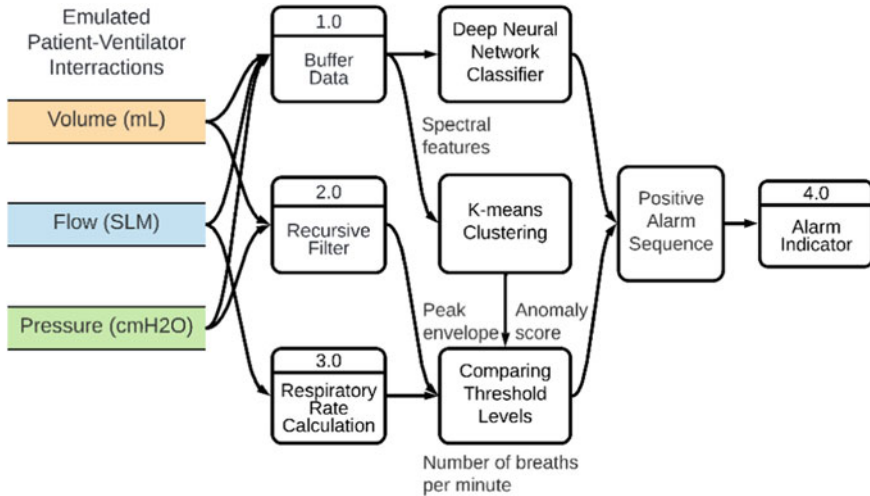 Emulated
Patient-Ventilator
Interractions
Volume (mL)
Flow (SLM)
Pressure (cmH2O)
1.0
Buffer
Data
2.0
Recursive
Filter
3.0
Respiratory
Rate
Calculation
Deep Neural
Network
Classifier
Spectral
features
K-means
Clustering
Peak
envelope
Anomaly
score
Comparing
Threshold
Levels
Number of breaths
per minute
Positive
Alarm
Sequence
4.0
Alarm
Indicator